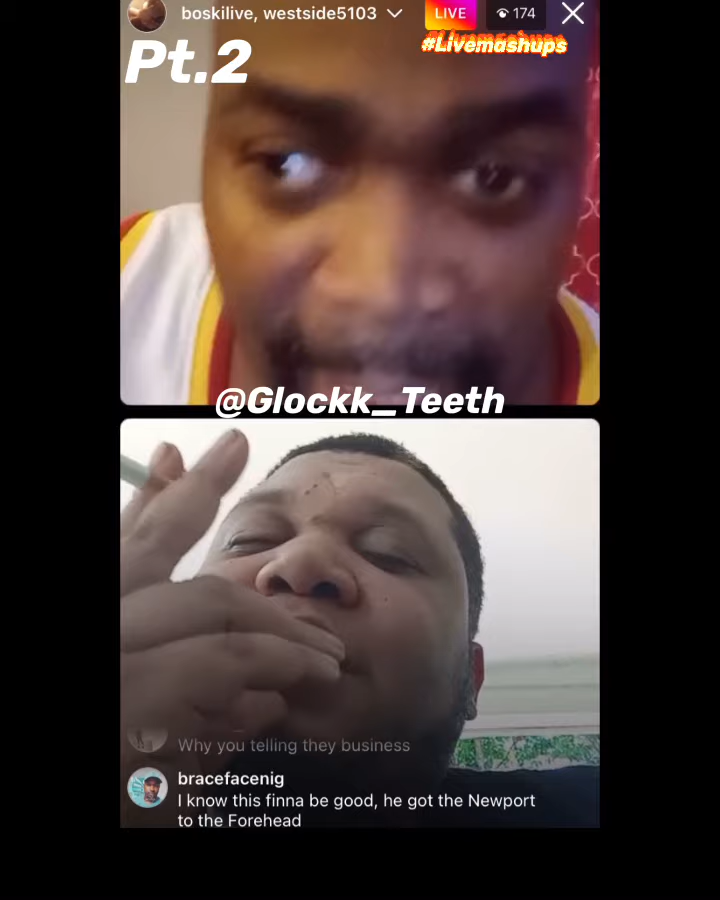 boskilive, westside5103
LIVE
174
#Livemashups
Pt.2
@Glockk_Teeth
Why you telling they business
bracefacenig
I know this finna be good, he got the Newport
to the Forehead